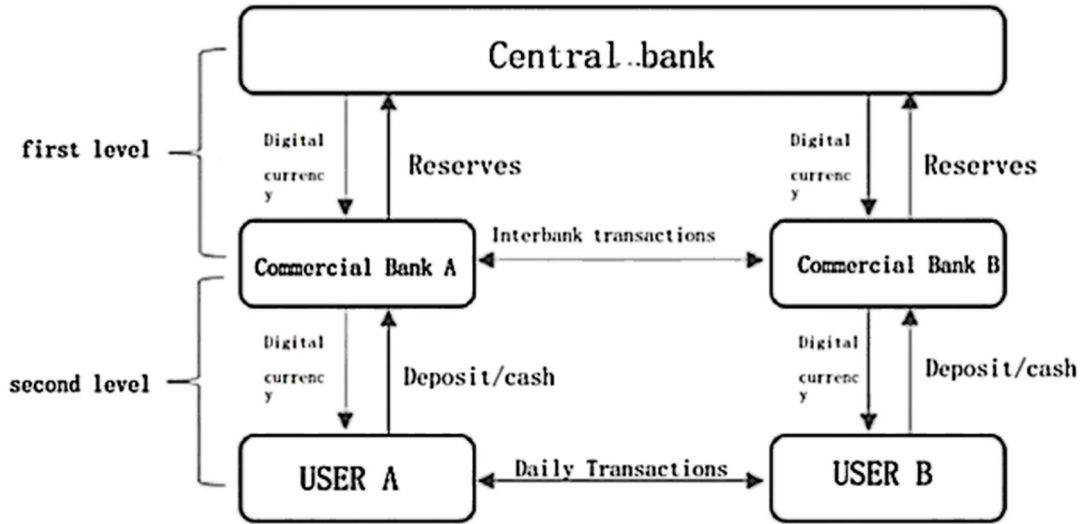 Central bank
first level
Digital
currenc
y
Reserves
Digital
currenc
y
Reserves
Interbank transactions
Commercial Bank A
Commercial Bank B
second level
Digital
currenc
y
Deposit/cash
Digital
currenc
y
Deposit/cash
USER A
Daily Transactions
USER B